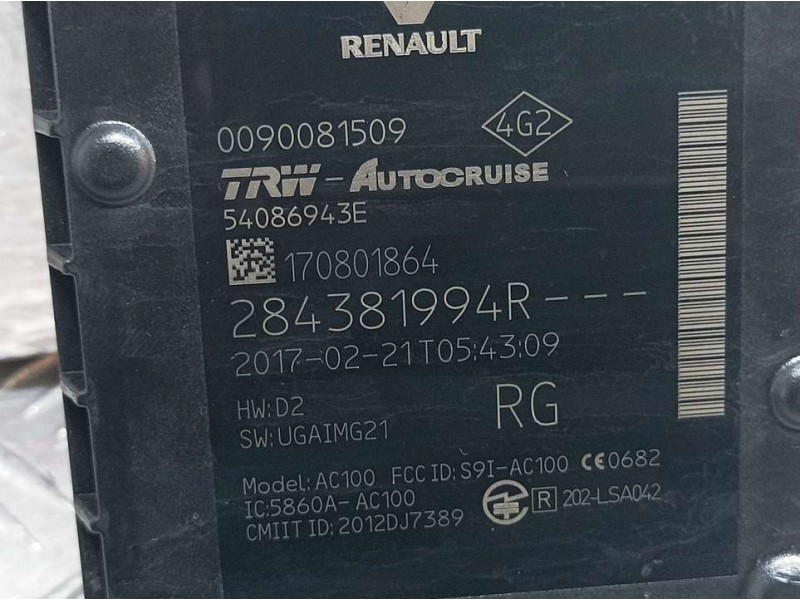 RENAULT
0090081509 4G2
TRW-AUTOCRUISE
54086943E
170801864
284381994R---
2017-02-21T05:43:09
HW:D2 RG
SW:UGAIMG21
Model: AC100 FCC ID: S9I-AC100 CE0682
IC:5860A-AC100
CMIIT ID: 2012DJ7389 R 202-LSA042